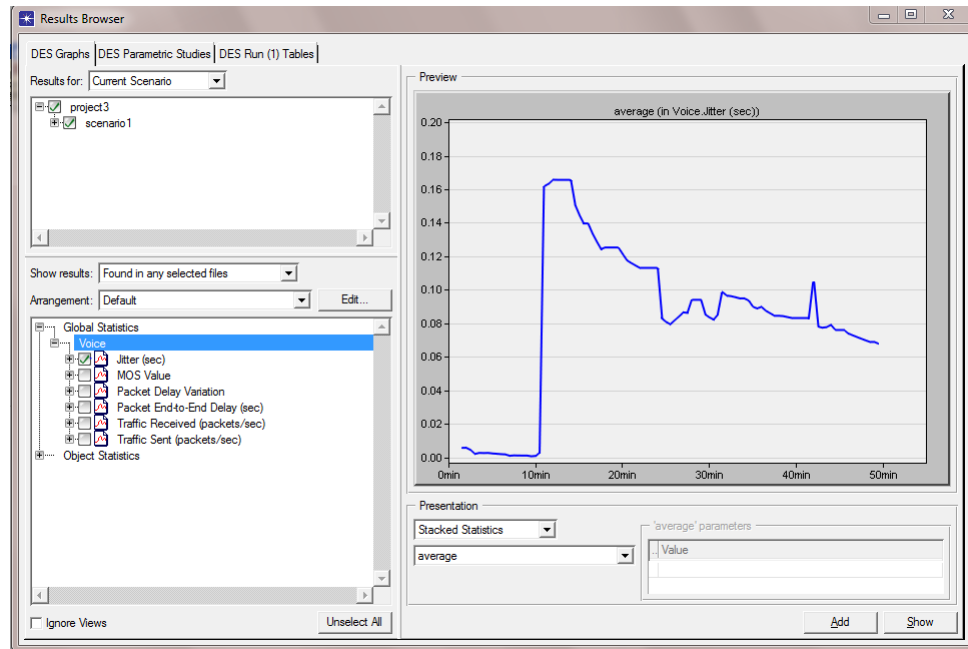 Results Browser
DES Graphs DES Parametric Studies DES Run (1) Tables
Results for: Current Scenario
project3
scenario1
Show results: Found in any selected files
Arrangement: Default Edit...
Global Statistics
Voice
Jitter (sec)
MOS Value
Packet Delay Variation
Packet End-to-End Delay (sec)
Traffic Received (packets/sec)
Traffic Sent (packets/sec)
Object Statistics
Ignore Views Unselect All
Preview
average (in Voice.Jitter (sec))
0.20
0.18
0.16
0.14
0.12
0.10
0.08
0.06
0.04
0.02
0.00
0min 10min 20min 30min 40min 50min
Presentation
Stacked Statistics
average
'average' parameters
... Value
Add Show